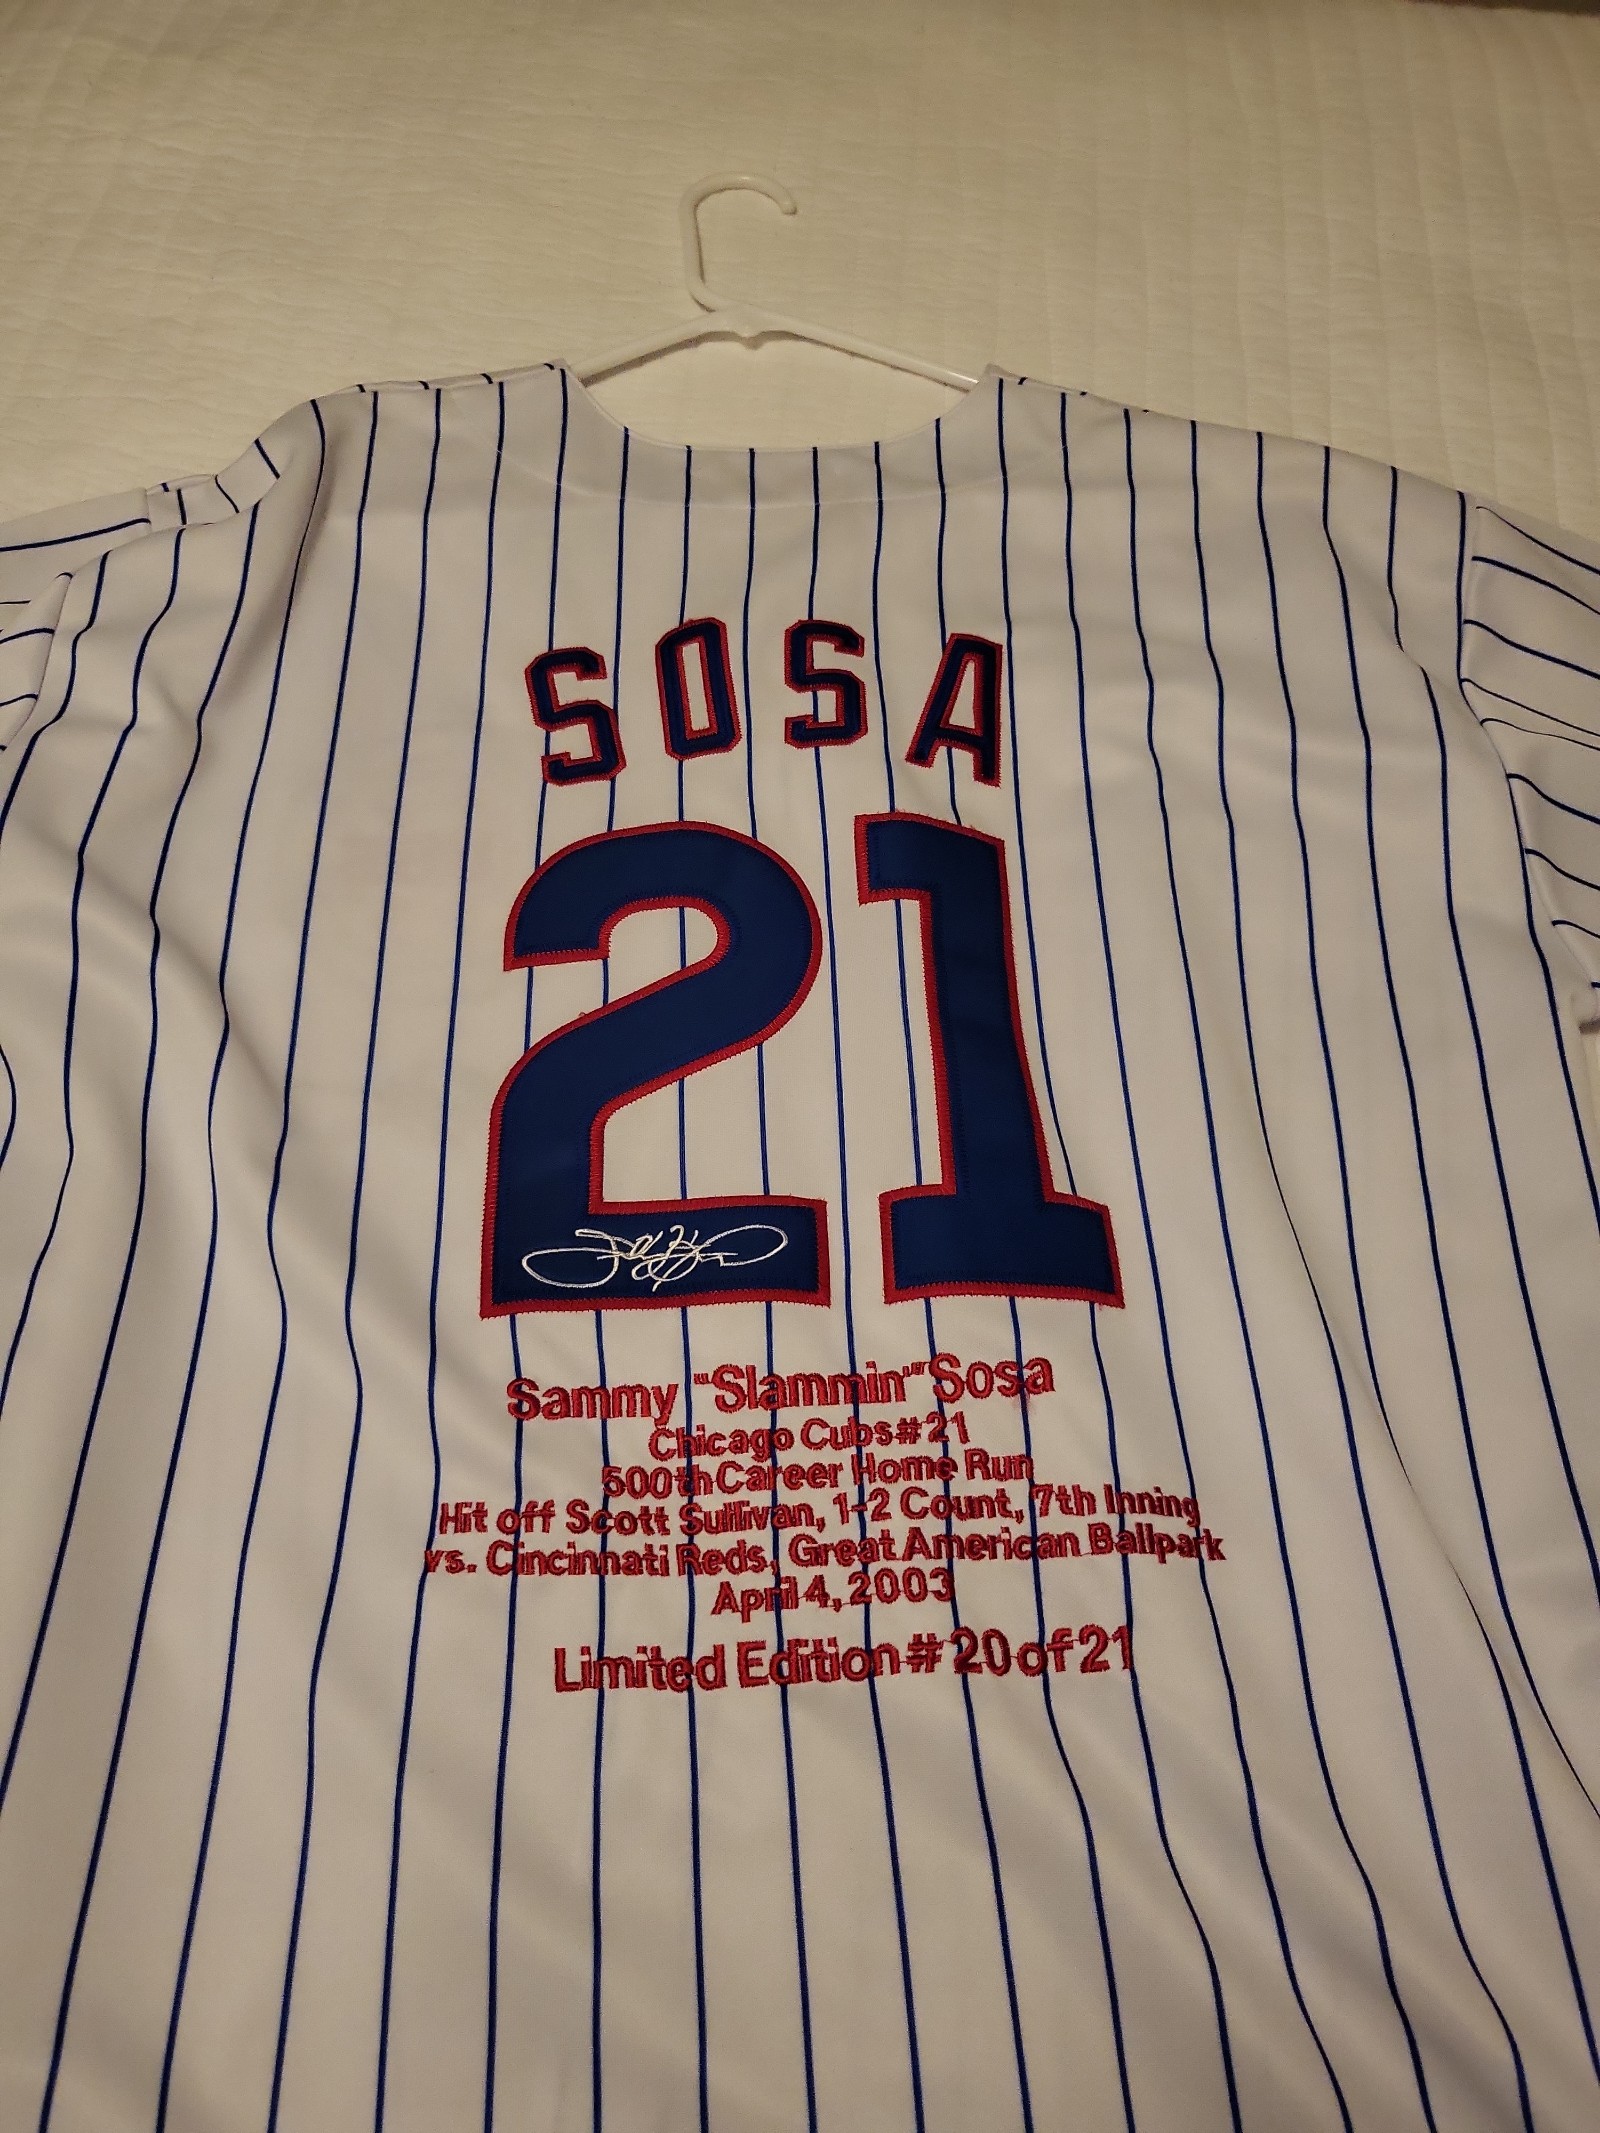 SOSA
21
Sammy "Slammin" Sosa
Chicago Cubs #21
500th Career Home Run
Hit off Scott Sullivan, 1-2 Count, 7th Inning
vs. Cincinnati Reds, Great American Ballpark
April 4, 2003
Limited Edition # 20 of 21